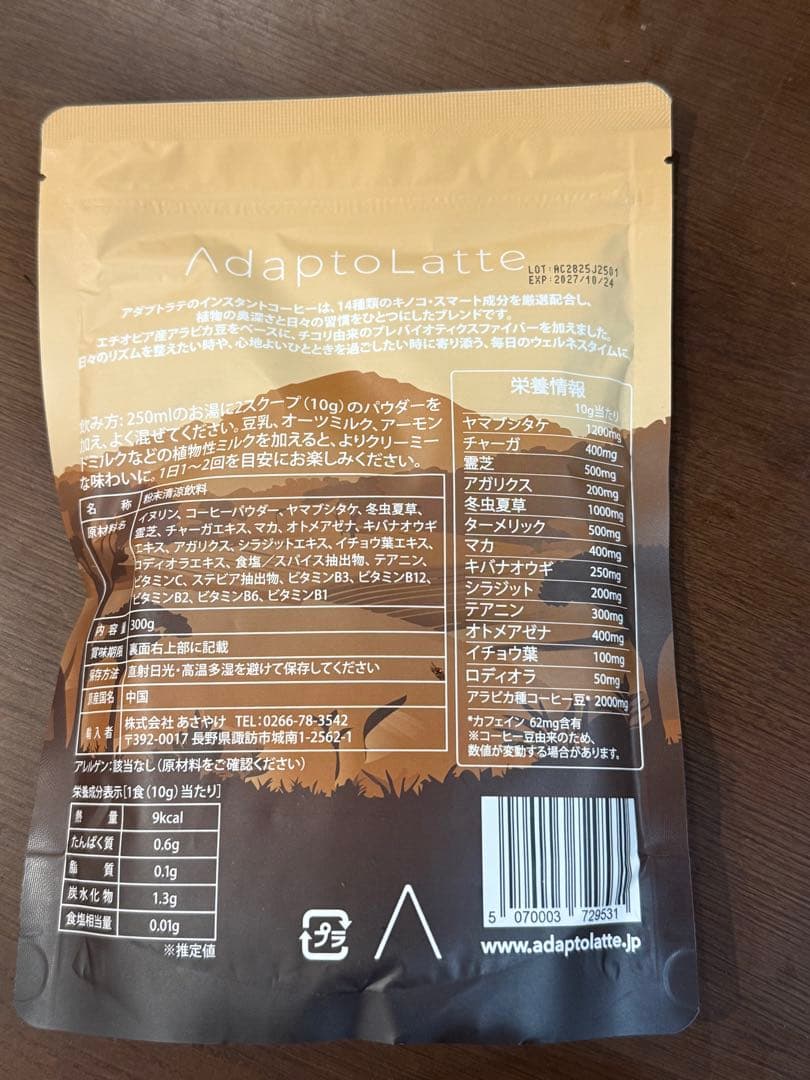 AdaptoLatte
LOT:AC2825J2501
EXP:2027/10/24
アダプトラテのインスタントコーヒーは、14種類のキノコ・スマート成分を厳選配合し、
植物の奥深さと日々の習慣をひとつにしたブレンドです。
エチオピア産アラビカ豆をベースに、チコリ由来のプレバイオティクスファイバーを加えました。
日々のリズムを整えたい時や、心地よいひとときを過ごしたい時に寄り添う、毎日のウェルネスタイムに
飲み方:250mlのお湯に2スクープ(10g)のパウダーを
加え、よく混ぜてください。豆乳、オーツミルク、アーモン
ドミルクなどの植物性ミルクを加えると、よりクリーミー
な味わいに。1日1〜2回を目安にお楽しみください。
名 称 粉末清涼飲料
原材料名 イヌリン、コーヒーパウダー、ヤマブシタケ、冬虫夏草、
霊芝、チャーガエキス、マカ、オトメアゼナ、キバナオウギ
エキス、アガリクス、シラジットエキス、イチョウ葉エキス、
ロディオラエキス、食塩/スパイス抽出物、テアニン、
ビタミンC、ステビア抽出物、ビタミンB3、ビタミンB12、
ビタミンB2、ビタミンB6、ビタミンB1
内容量 300g
賞味期限 裏面右上部に記載
保存方法 直射日光・高温多湿を避けて保存してください
原産国名 中国
輸入者 株式会社 あさやけ TEL:0266-78-3542
〒392-0017 長野県諏訪市城南1-2562-1
アレルゲン:該当なし(原材料をご確認ください)
栄養成分表示[1食(10g)当たり]
熱 量 9kcal
たんぱく質 0.6g
脂 質 0.1g
炭水化物 1.3g
食塩相当量 0.01g
※推定値
栄養情報
10g当たり
ヤマブシタケ 1200mg
チャーガ 400mg
霊芝 500mg
アガリクス 200mg
冬虫夏草 1000mg
ターメリック 500mg
マカ 400mg
キバナオウギ 250mg
シラジット 200mg
テアニン 300mg
オトメアゼナ 400mg
イチョウ葉 100mg
ロディオラ 50mg
アラビカ種コーヒー豆* 2000mg
*カフェイン 62mg含有
※コーヒー豆由来のため、
数値が変動する場合があります。
プラ
5 070003 729531
www.adaptolatte.jp